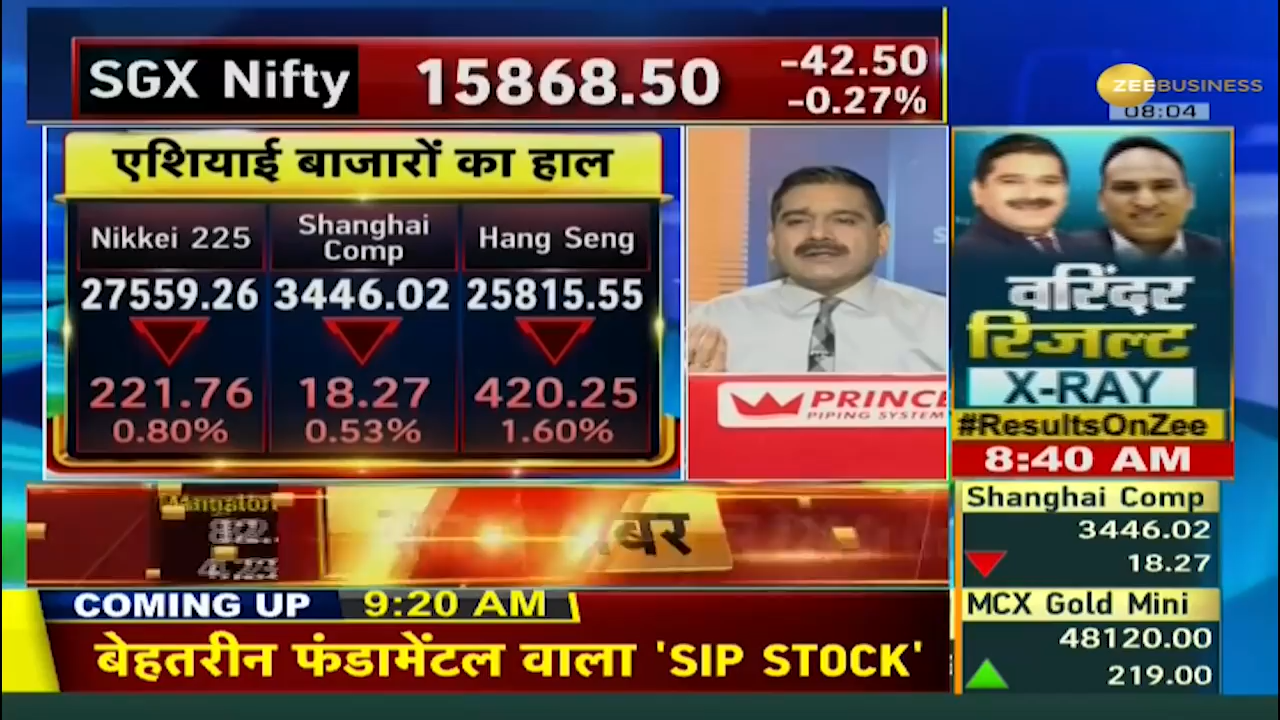 SGX Nifty 15868.50 -42.50
-0.27%
ZEEBUSINESS
08:04
एशियाई बाजारों का हाल
Nikkei 225
Shanghai
Comp
Hang Seng
27559.26 3446.02 25815.55
221.76 18.27 420.25
0.80% 0.53% 1.60%
PRINCE
PIPING SYSTEM
वरिंदर
रिजल्ट
X-RAY
#ResultsOnZee
8:40 AM
Shanghai Comp
3446.02
18.27
MCX Gold Mini
48120.00
219.00
COMING UP 9:20 AM
बेहतरीन फंडामेंटल वाला 'SIP STOCK'